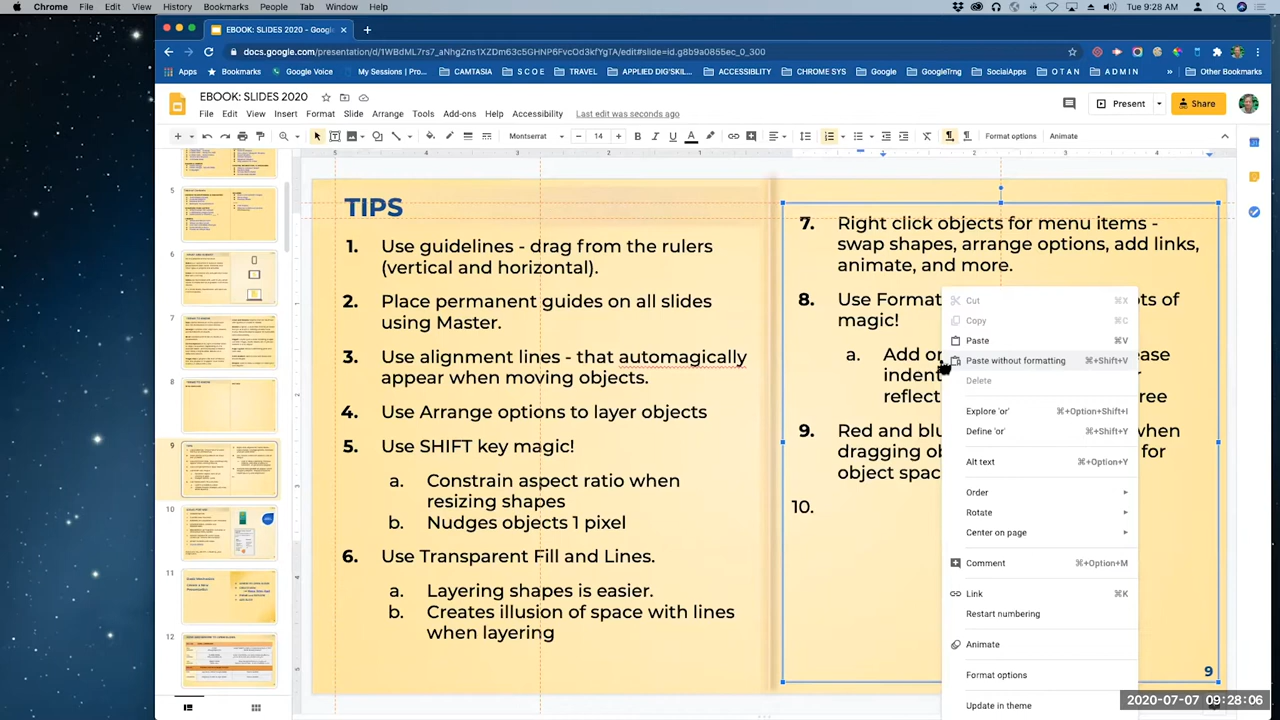 Chrome File Edit View History Bookmarks People Tab Window Help Tue 9:28 AM
EBOOK: SLIDES 2020 - Google
docs.google.com/presentation/d/1WBdML7rs7_aNhgZns1XZDm63c5GHNP6FvcOd3kfYgTA/edit#slide=id.g8b9a0855ec_0_300
Apps Bookmarks Google Voice My Sessions | Pro... CAMTASIA S C O E TRAVEL APPLIED DIG'SKIL.. ACCESSIBLITY CHROME SYS Google GoogleTrng SocialApps O T A N A D M I N » Other Bookmarks
EBOOK: SLIDES 2020
File Edit View Insert Format Slide Arrange Tools Add-ons Help Accessibility Last edit was seconds ago
Present Share
Montserrat 14 Format options Animate
5
6
7
8
9
10
11
12
TIPS
1. Use guidelines - drag from the rulers
(vertical and horizontal).
2. Place permanent guides on all slides
using Master.
3. Use alignment lines - that automagically
appear when moving objects.
4. Use Arrange options to layer objects
5. Use SHIFT key magic!
a. Constrain aspect ratio when
resizing shapes
b. Nudges objects 1 pixel
6. Use Transparent Fill and Lines.
a. Layering shapes is easier.
b. Creates illusion of space with lines
when layering
7. Right click objects for menu items -
swap shapes, arrange options, add links,
animate and more.
8. Use Format
magic
a.
indent
reflect
9. Red and blu when
dragging for
object spac
10.
9
Cut ⌘X
Copy ⌘C
Paste ⌘V
Paste without formatting ⌘+Shift+V
Delete
Explore 'or' ⌘+Option+Shift+I
Define 'or' ⌘+Shift+Y
Alt text ⌘+Option+Y
Order
Rotate
Center on page
Comment ⌘+Option+M
Link ⌘K
Restart numbering
Animate
Format options
Update in theme
2020-07-07 09:28:06